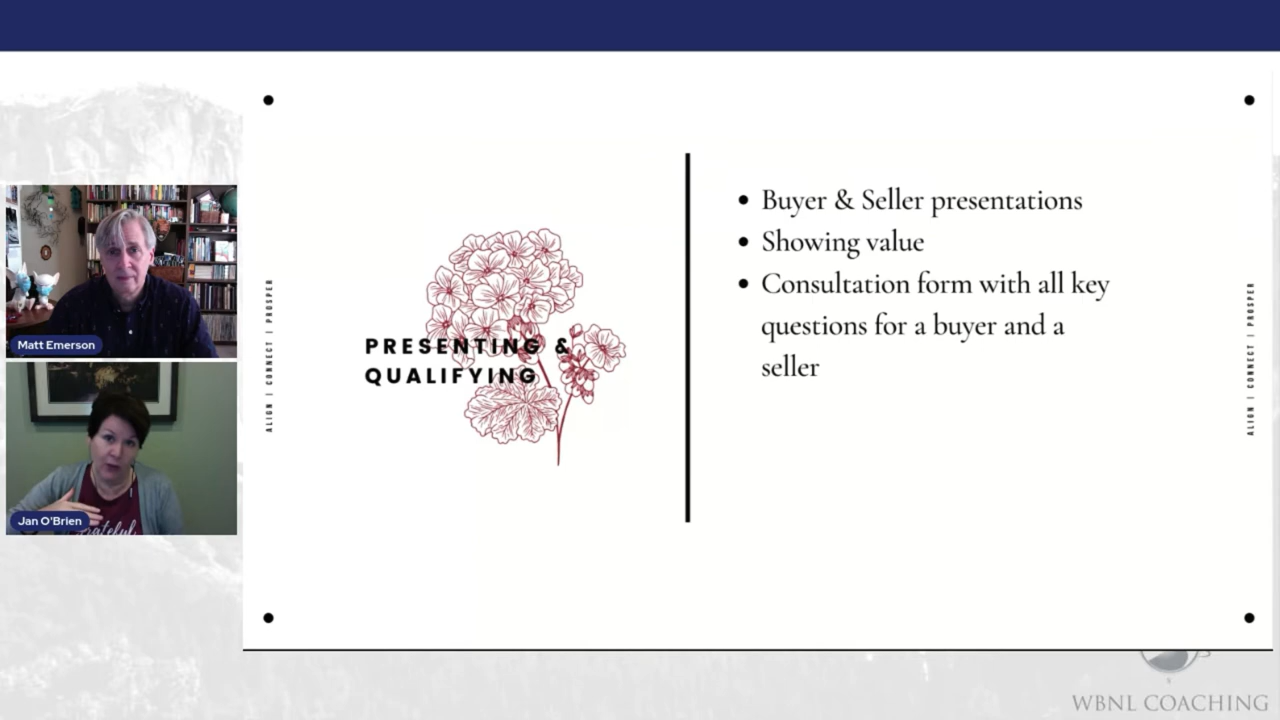 Matt Emerson
Jan O'Brien
grateful
ALIGN | CONNECT | PROSPER
PRESENTING &
QUALIFYING
• Buyer & Seller presentations
• Showing value
• Consultation form with all key
questions for a buyer and a
seller
ALIGN | CONNECT | PROSPER
WBNL COACHING